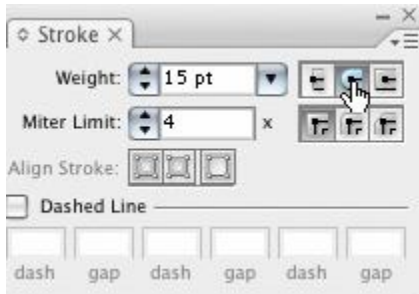 Stroke
Weight: 15 pt
Miter Limit: 4 x
Align Stroke:
Dashed Line
dash gap dash gap dash gap